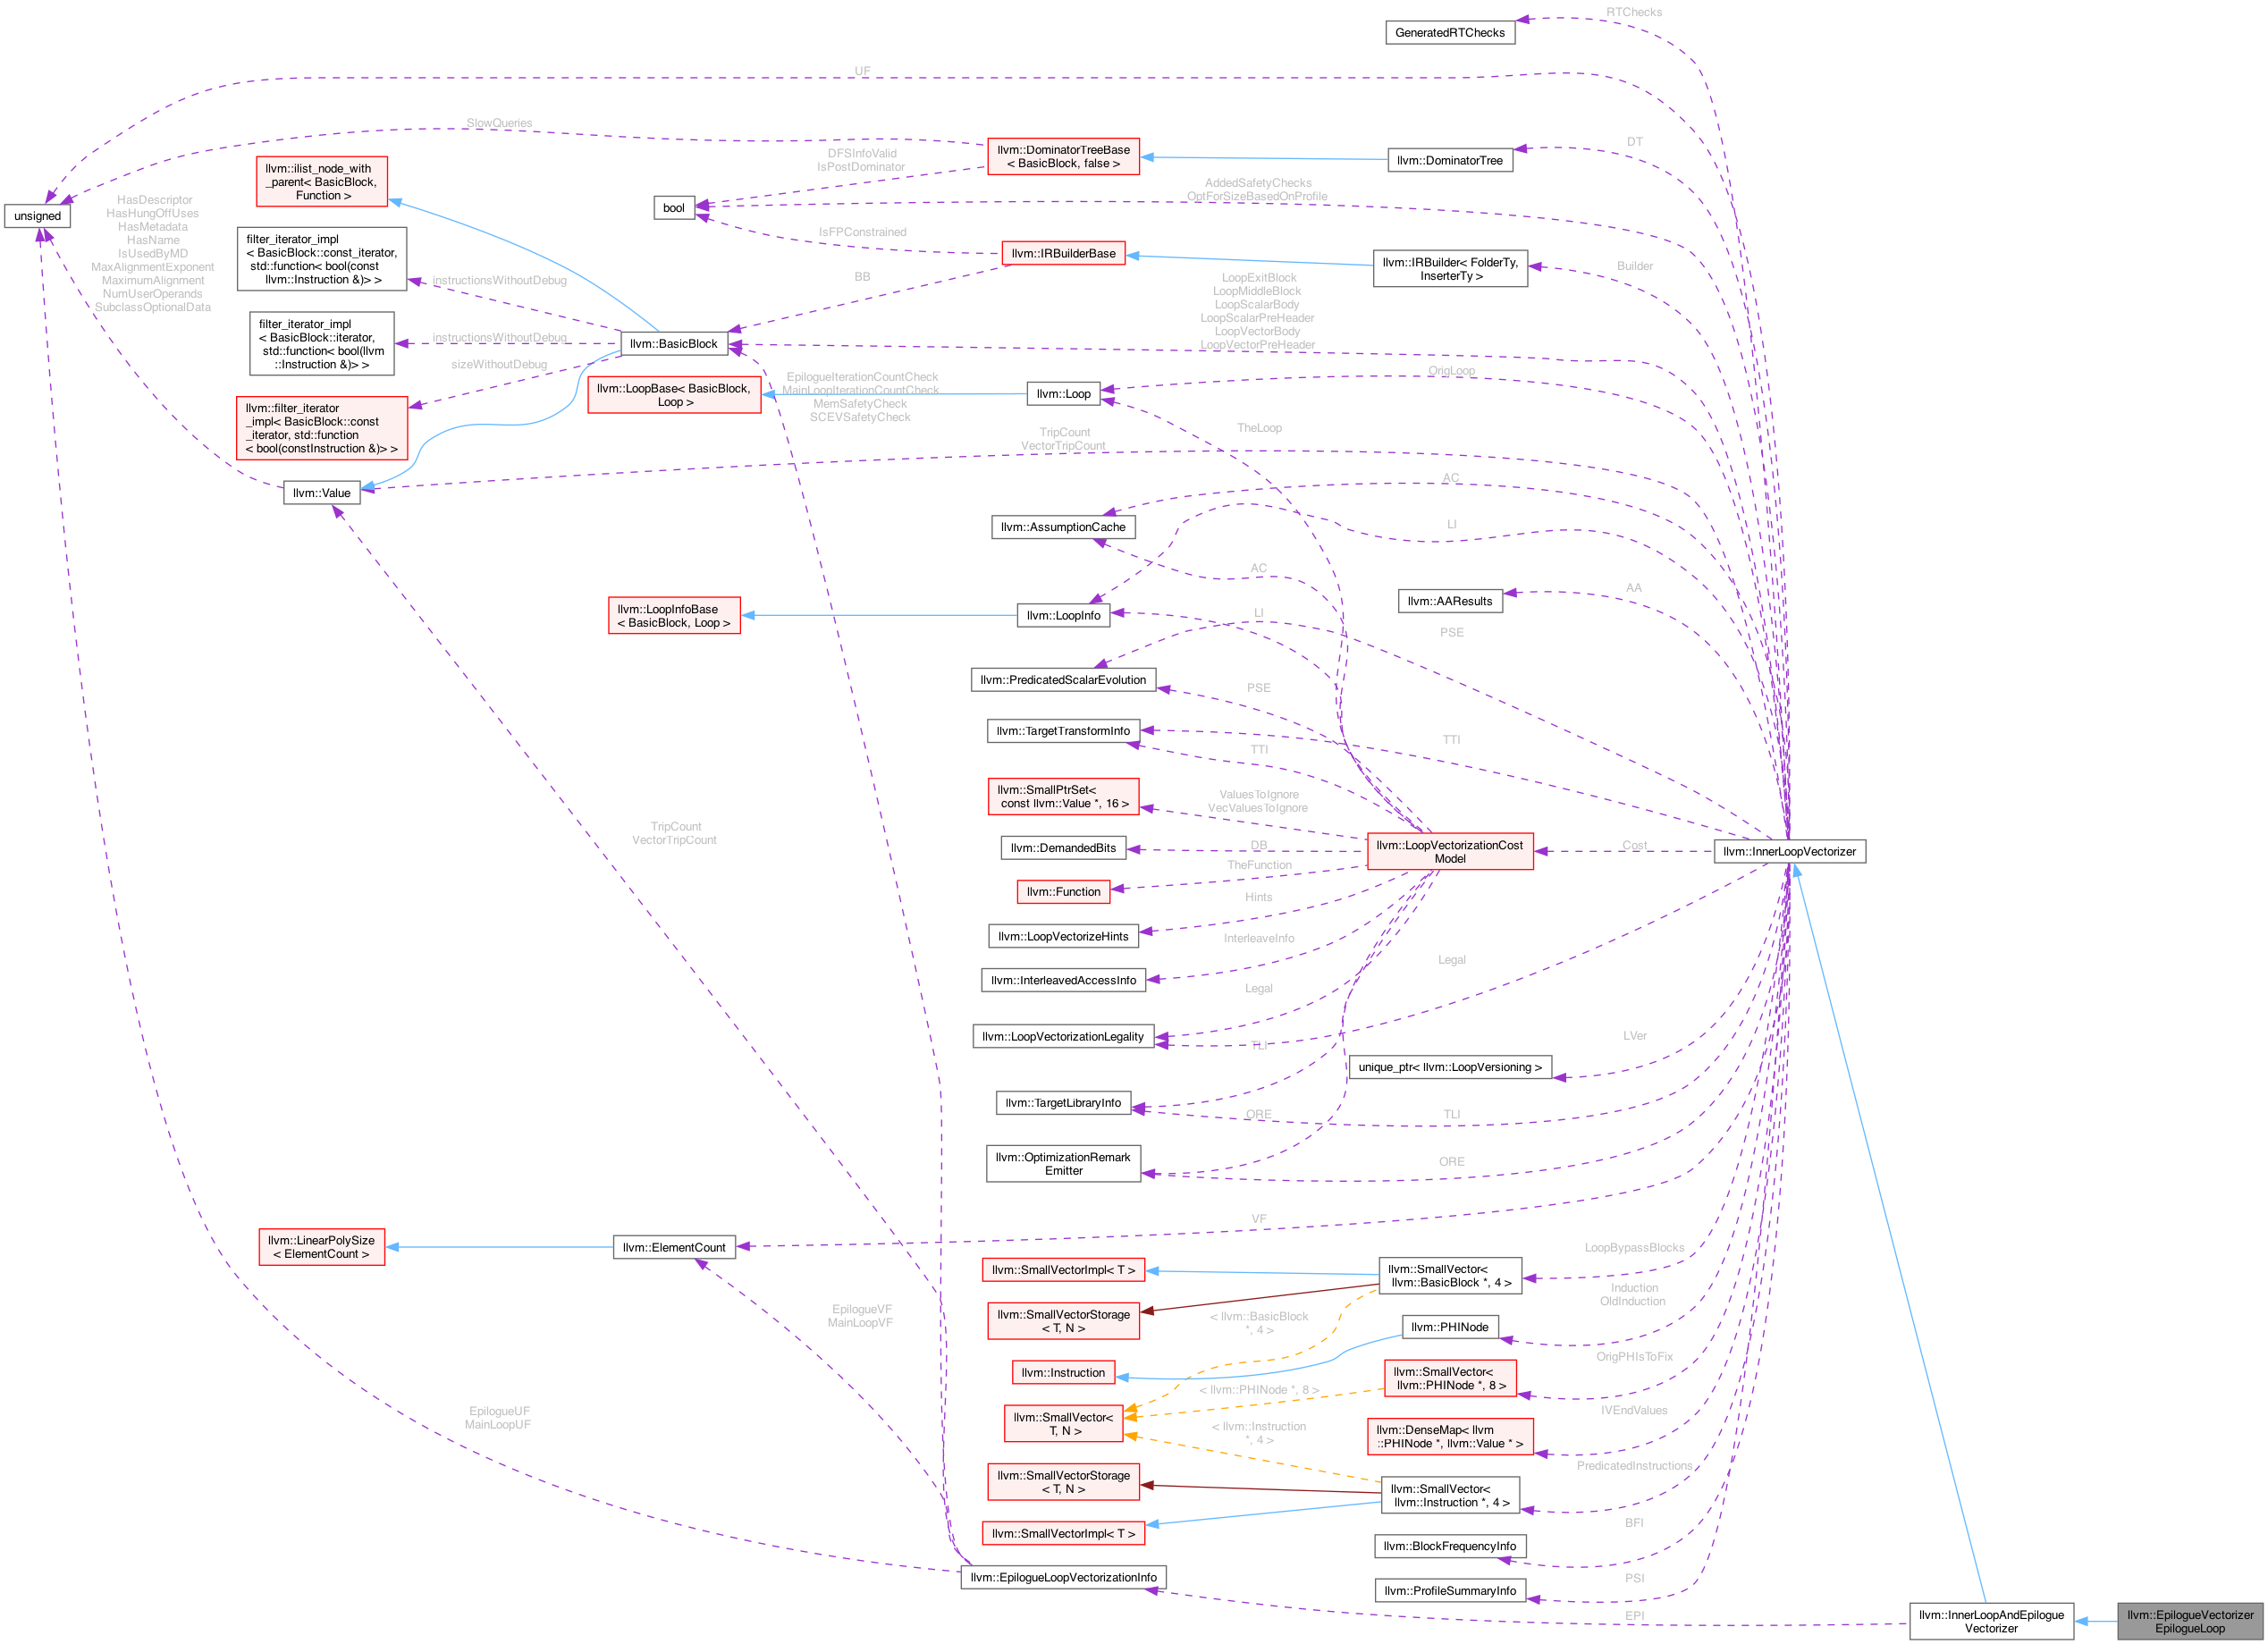 RTChecks
GeneratedRTChecks
UF
SlowQueries
llvm::DominatorTreeBase
< BasicBlock, false >
DT
DFSInfoValid
IsPostDominator
llvm::DominatorTree
llvm::ilist_node_with
_parent< BasicBlock,
Function >
AddedSafetyChecks
OptForSizeBasedOnProfile
bool
unsigned
HasDescriptor
HasHungOffUses
HasMetadata
HasName
IsUsedByMD
MaxAlignmentExponent
MaximumAlignment
NumUserOperands
SubclassOptionalData
IsFPConstrained
filter_iterator_impl
< BasicBlock::const_iterator,
std::function< bool(const
llvm::Instruction &)> >
llvm::IRBuilderBase
llvm::IRBuilder< FolderTy,
InserterTy >
Builder
BB
instructionsWithoutDebug
LoopExitBlock
LoopMiddleBlock
LoopScalarBody
LoopScalarPreHeader
LoopVectorBody
LoopVectorPreHeader
filter_iterator_impl
< BasicBlock::iterator,
std::function< bool(llvm
::Instruction &)> >
instructionsWithoutDebug
llvm::BasicBlock
sizeWithoutDebug
OrigLoop
EpilogueIterationCountCheck
MainLoopIterationCountCheck
MemSafetyCheck
SCEVSafetyCheck
llvm::LoopBase< BasicBlock,
Loop >
llvm::Loop
llvm::filter_iterator
_impl< BasicBlock::const
_iterator, std::function
< bool(constInstruction &)> >
TheLoop
TripCount
VectorTripCount
llvm::Value
AC
llvm::AssumptionCache
LI
AC
AA
llvm::AAResults
llvm::LoopInfoBase
< BasicBlock, Loop >
llvm::LoopInfo
LI
PSE
llvm::PredicatedScalarEvolution
PSE
llvm::TargetTransformInfo
TTI
TTI
llvm::SmallPtrSet<
const llvm::Value *, 16 >
ValuesToIgnore
VecValuesToIgnore
TripCount
VectorTripCount
llvm::DemandedBits
DB
llvm::LoopVectorizationCost
Model
Cost
llvm::InnerLoopVectorizer
TheFunction
llvm::Function
Hints
llvm::LoopVectorizeHints
InterleaveInfo
llvm::InterleavedAccessInfo
Legal
Legal
llvm::LoopVectorizationLegality
LVer
TLI
unique_ptr< llvm::LoopVersioning >
llvm::TargetLibraryInfo
ORE
TLI
llvm::OptimizationRemark
Emitter
ORE
VF
llvm::LinearPolySize
< ElementCount >
llvm::ElementCount
LoopBypassBlocks
llvm::SmallVectorImpl< T >
llvm::SmallVector<
llvm::BasicBlock *, 4 >
Induction
OldInduction
EpilogueVF
MainLoopVF
llvm::SmallVectorStorage
< T, N >
< llvm::BasicBlock
*, 4 >
llvm::PHINode
OrigPHIsToFix
llvm::Instruction
llvm::SmallVector<
llvm::PHINode *, 8 >
< llvm::PHINode *, 8 >
EpilogueUF
MainLoopUF
llvm::SmallVector<
T, N >
IVEndValues
< llvm::Instruction
*, 4 >
llvm::DenseMap< llvm
::PHINode *, llvm::Value * >
PredicatedInstructions
llvm::SmallVectorStorage
< T, N >
llvm::SmallVector<
llvm::Instruction *, 4 >
BFI
llvm::SmallVectorImpl< T >
llvm::BlockFrequencyInfo
llvm::EpilogueLoopVectorizationInfo
PSI
llvm::ProfileSummaryInfo
EPI
llvm::InnerLoopAndEpilogue
Vectorizer
llvm::EpilogueVectorizer
EpilogueLoop